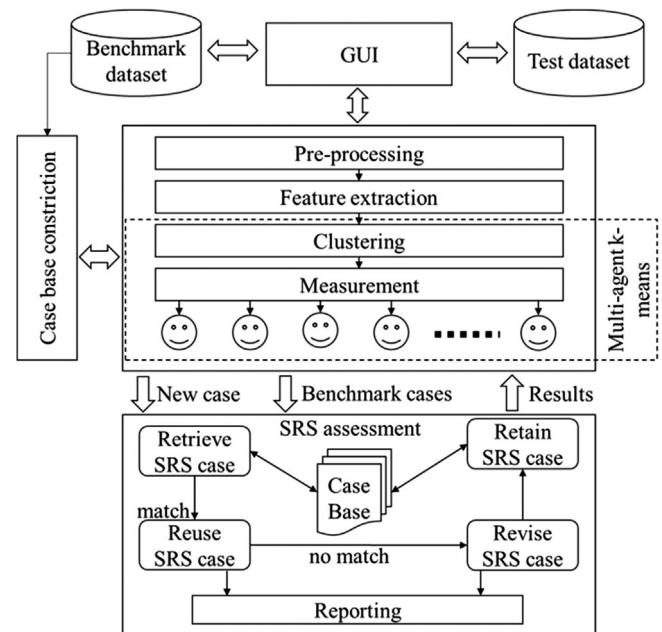 Benchmark
dataset
GUI
Test dataset
Case base constriction
Pre-processing
Feature extraction
Clustering
Measurement
Multi-agent k-
means
New case
Benchmark cases
Results
SRS assessment
Retrieve
SRS case
Case
Base
Retain
SRS case
match
Reuse
SRS case
no match
Revise
SRS case
Reporting